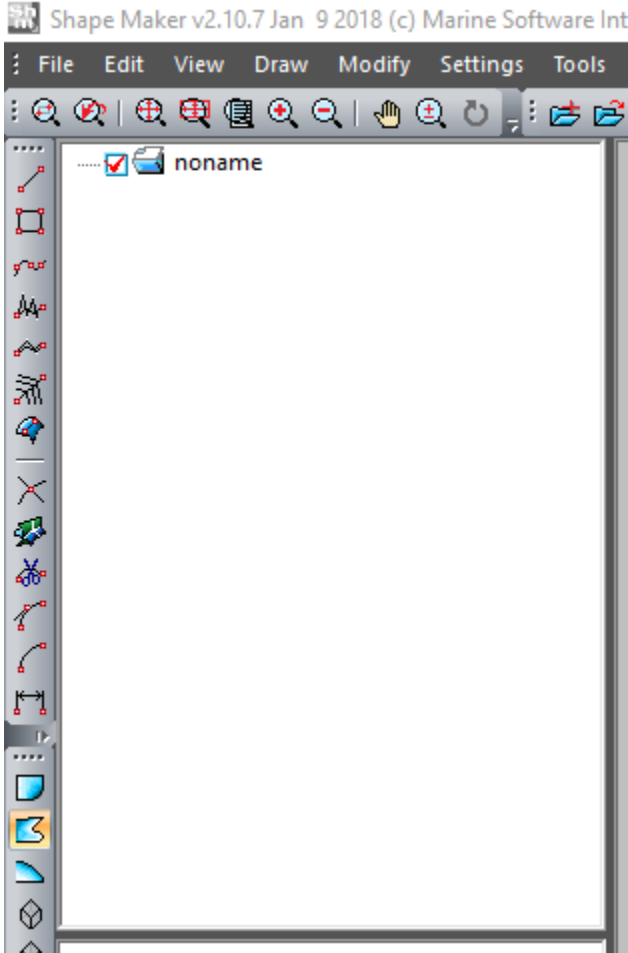 Shape Maker v2.10.7 Jan 9 2018 (c) Marine Software Int
File Edit View Draw Modify Settings Tools
noname